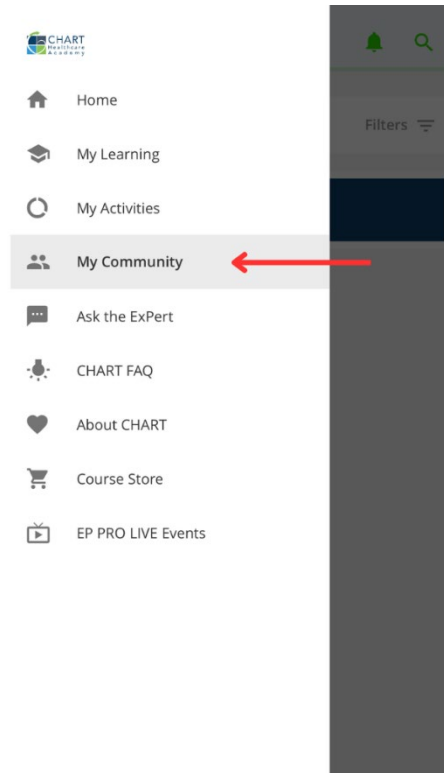 CHART
Healthcare
Academy
Home
Filters
My Learning
My Activities
My Community
Ask the ExPert
CHART FAQ
About CHART
Course Store
EP PRO LIVE Events